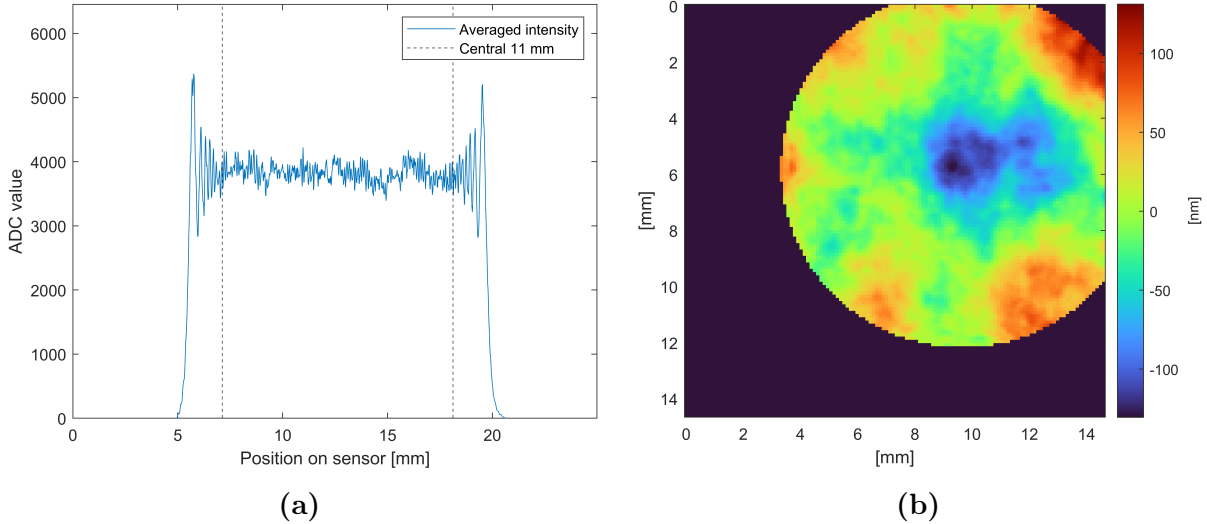 6000
5000
4000
3000
2000
1000
0
ADC value
0 5 10 15 20
Position on sensor [mm]
Averaged intensity
Central 11 mm
(a)
0
2
4
6
8
10
12
14
[mm]
0 2 4 6 8 10 12 14
[mm]
100
50
0
-50
-100
[nm]
(b)